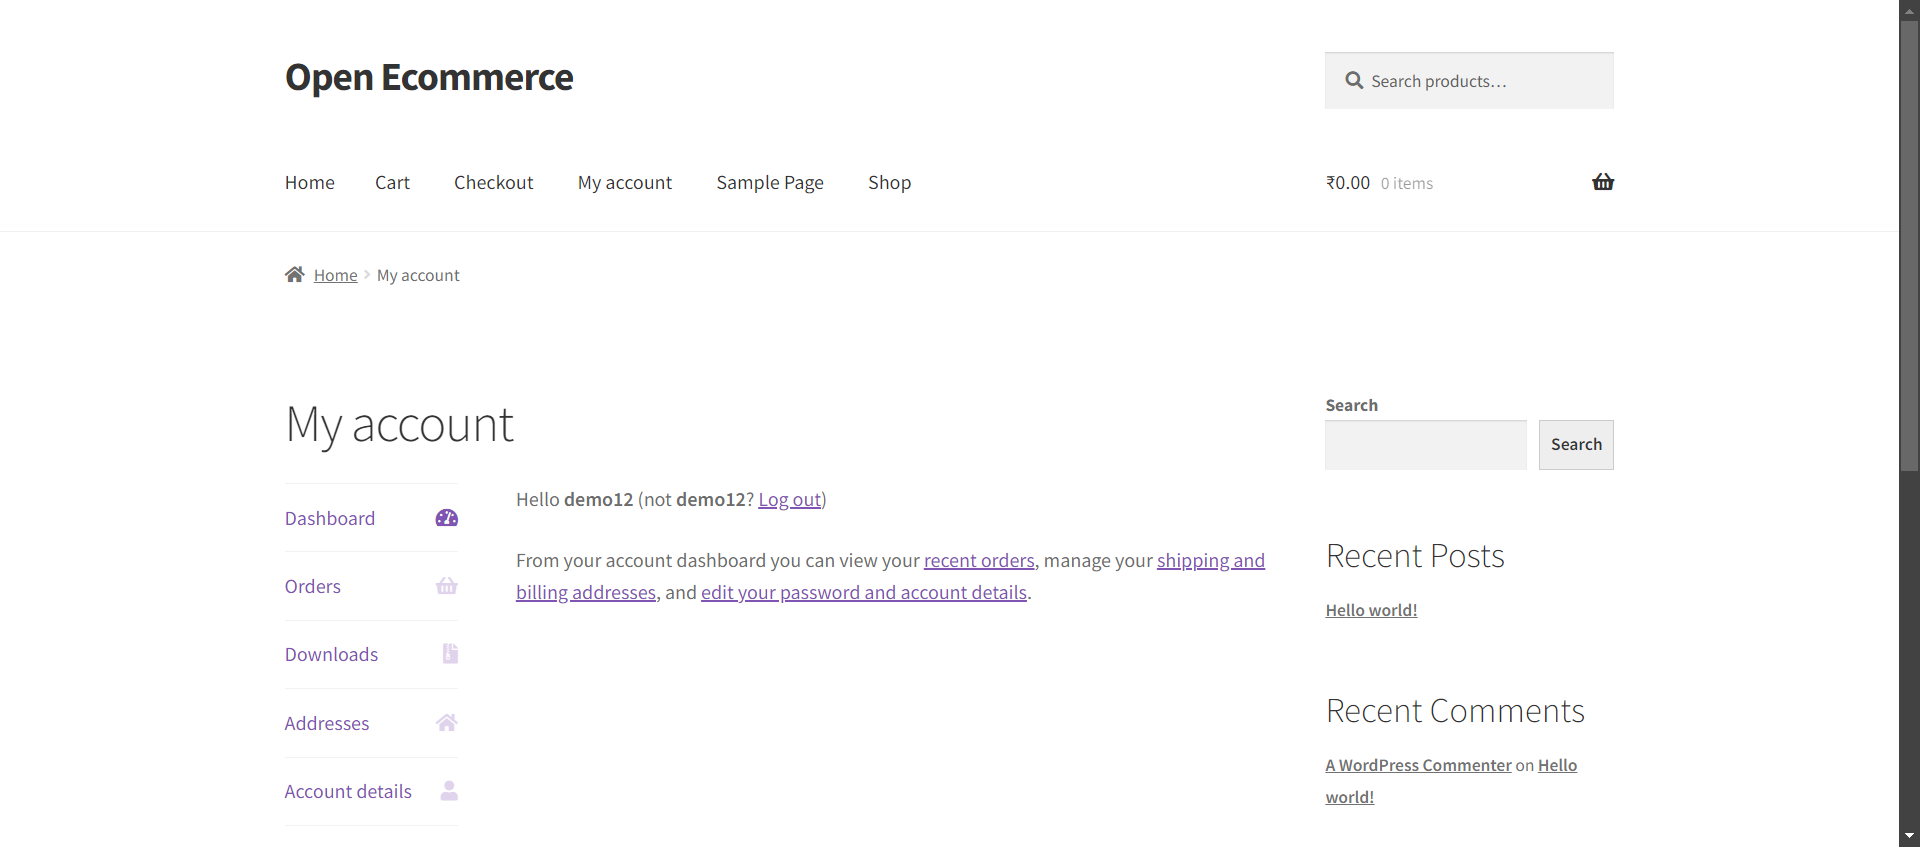 Open Ecommerce
Search products…
Home
Cart
Checkout
My account
Sample Page
Shop
₹0.00 0 items
Home
My account
My account
Dashboard
Orders
Downloads
Addresses
Account details
Hello demo12 (not demo12? Log out)
From your account dashboard you can view your recent orders, manage your shipping and
billing addresses, and edit your password and account details.
Search
Search
Recent Posts
Hello world!
Recent Comments
A WordPress Commenter on Hello
world!